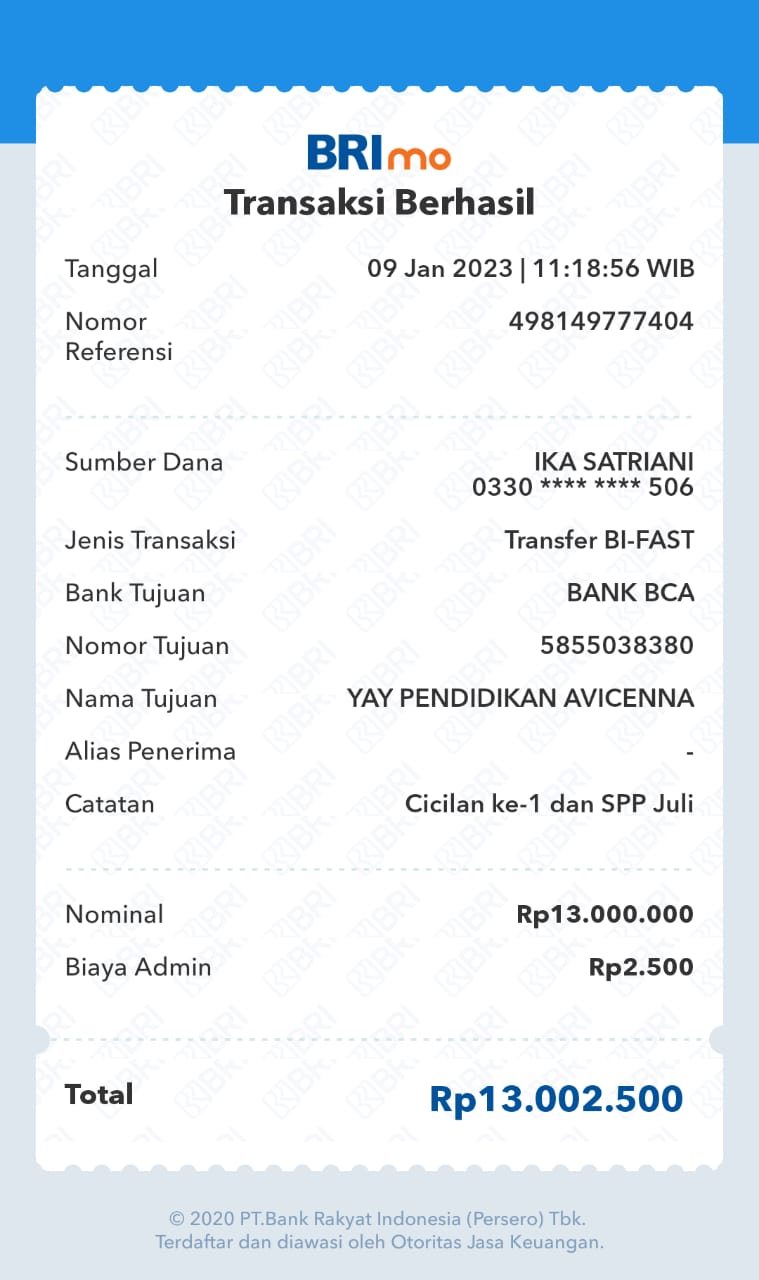 BRImo
Transaksi Berhasil
Tanggal 09 Jan 2023 | 11:18:56 WIB
Nomor Referensi 498149777404
Sumber Dana IKA SATRIANI
0330 **** **** 506
Jenis Transaksi Transfer BI-FAST
Bank Tujuan BANK BCA
Nomor Tujuan 5855038380
Nama Tujuan YAY PENDIDIKAN AVICENNA
Alias Penerima -
Catatan Cicilan ke-1 dan SPP Juli
Nominal Rp13.000.000
Biaya Admin Rp2.500
Total Rp13.002.500
© 2020 PT.Bank Rakyat Indonesia (Persero) Tbk.
Terdaftar dan diawasi oleh Otoritas Jasa Keuangan.